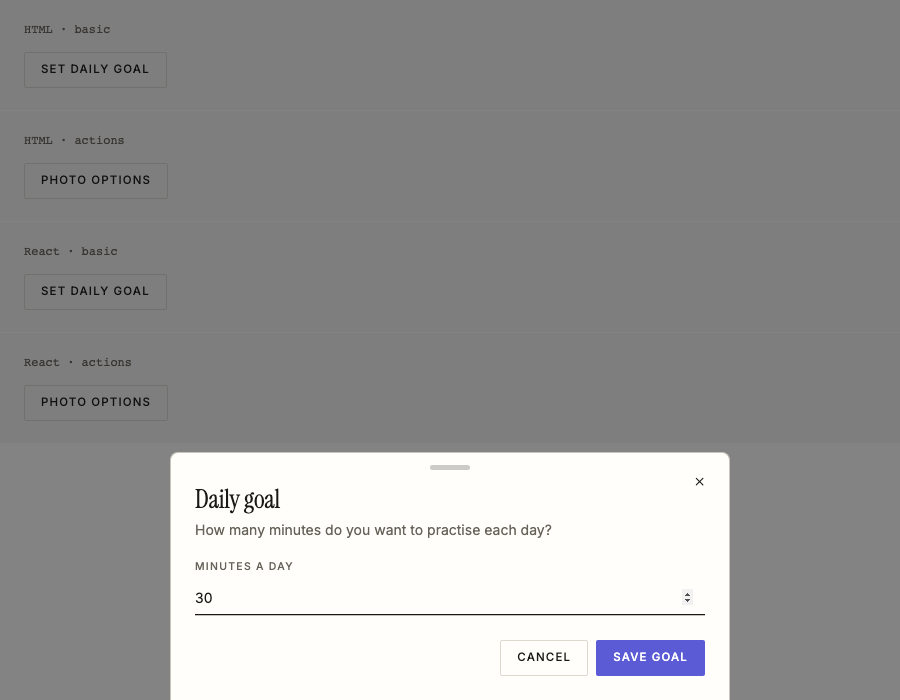 HTML · basic
SET DAILY GOAL
HTML · actions
PHOTO OPTIONS
React · basic
SET DAILY GOAL
React · actions
PHOTO OPTIONS
×
Daily goal
How many minutes do you want to practise each day?
MINUTES A DAY
30
CANCEL SAVE GOAL